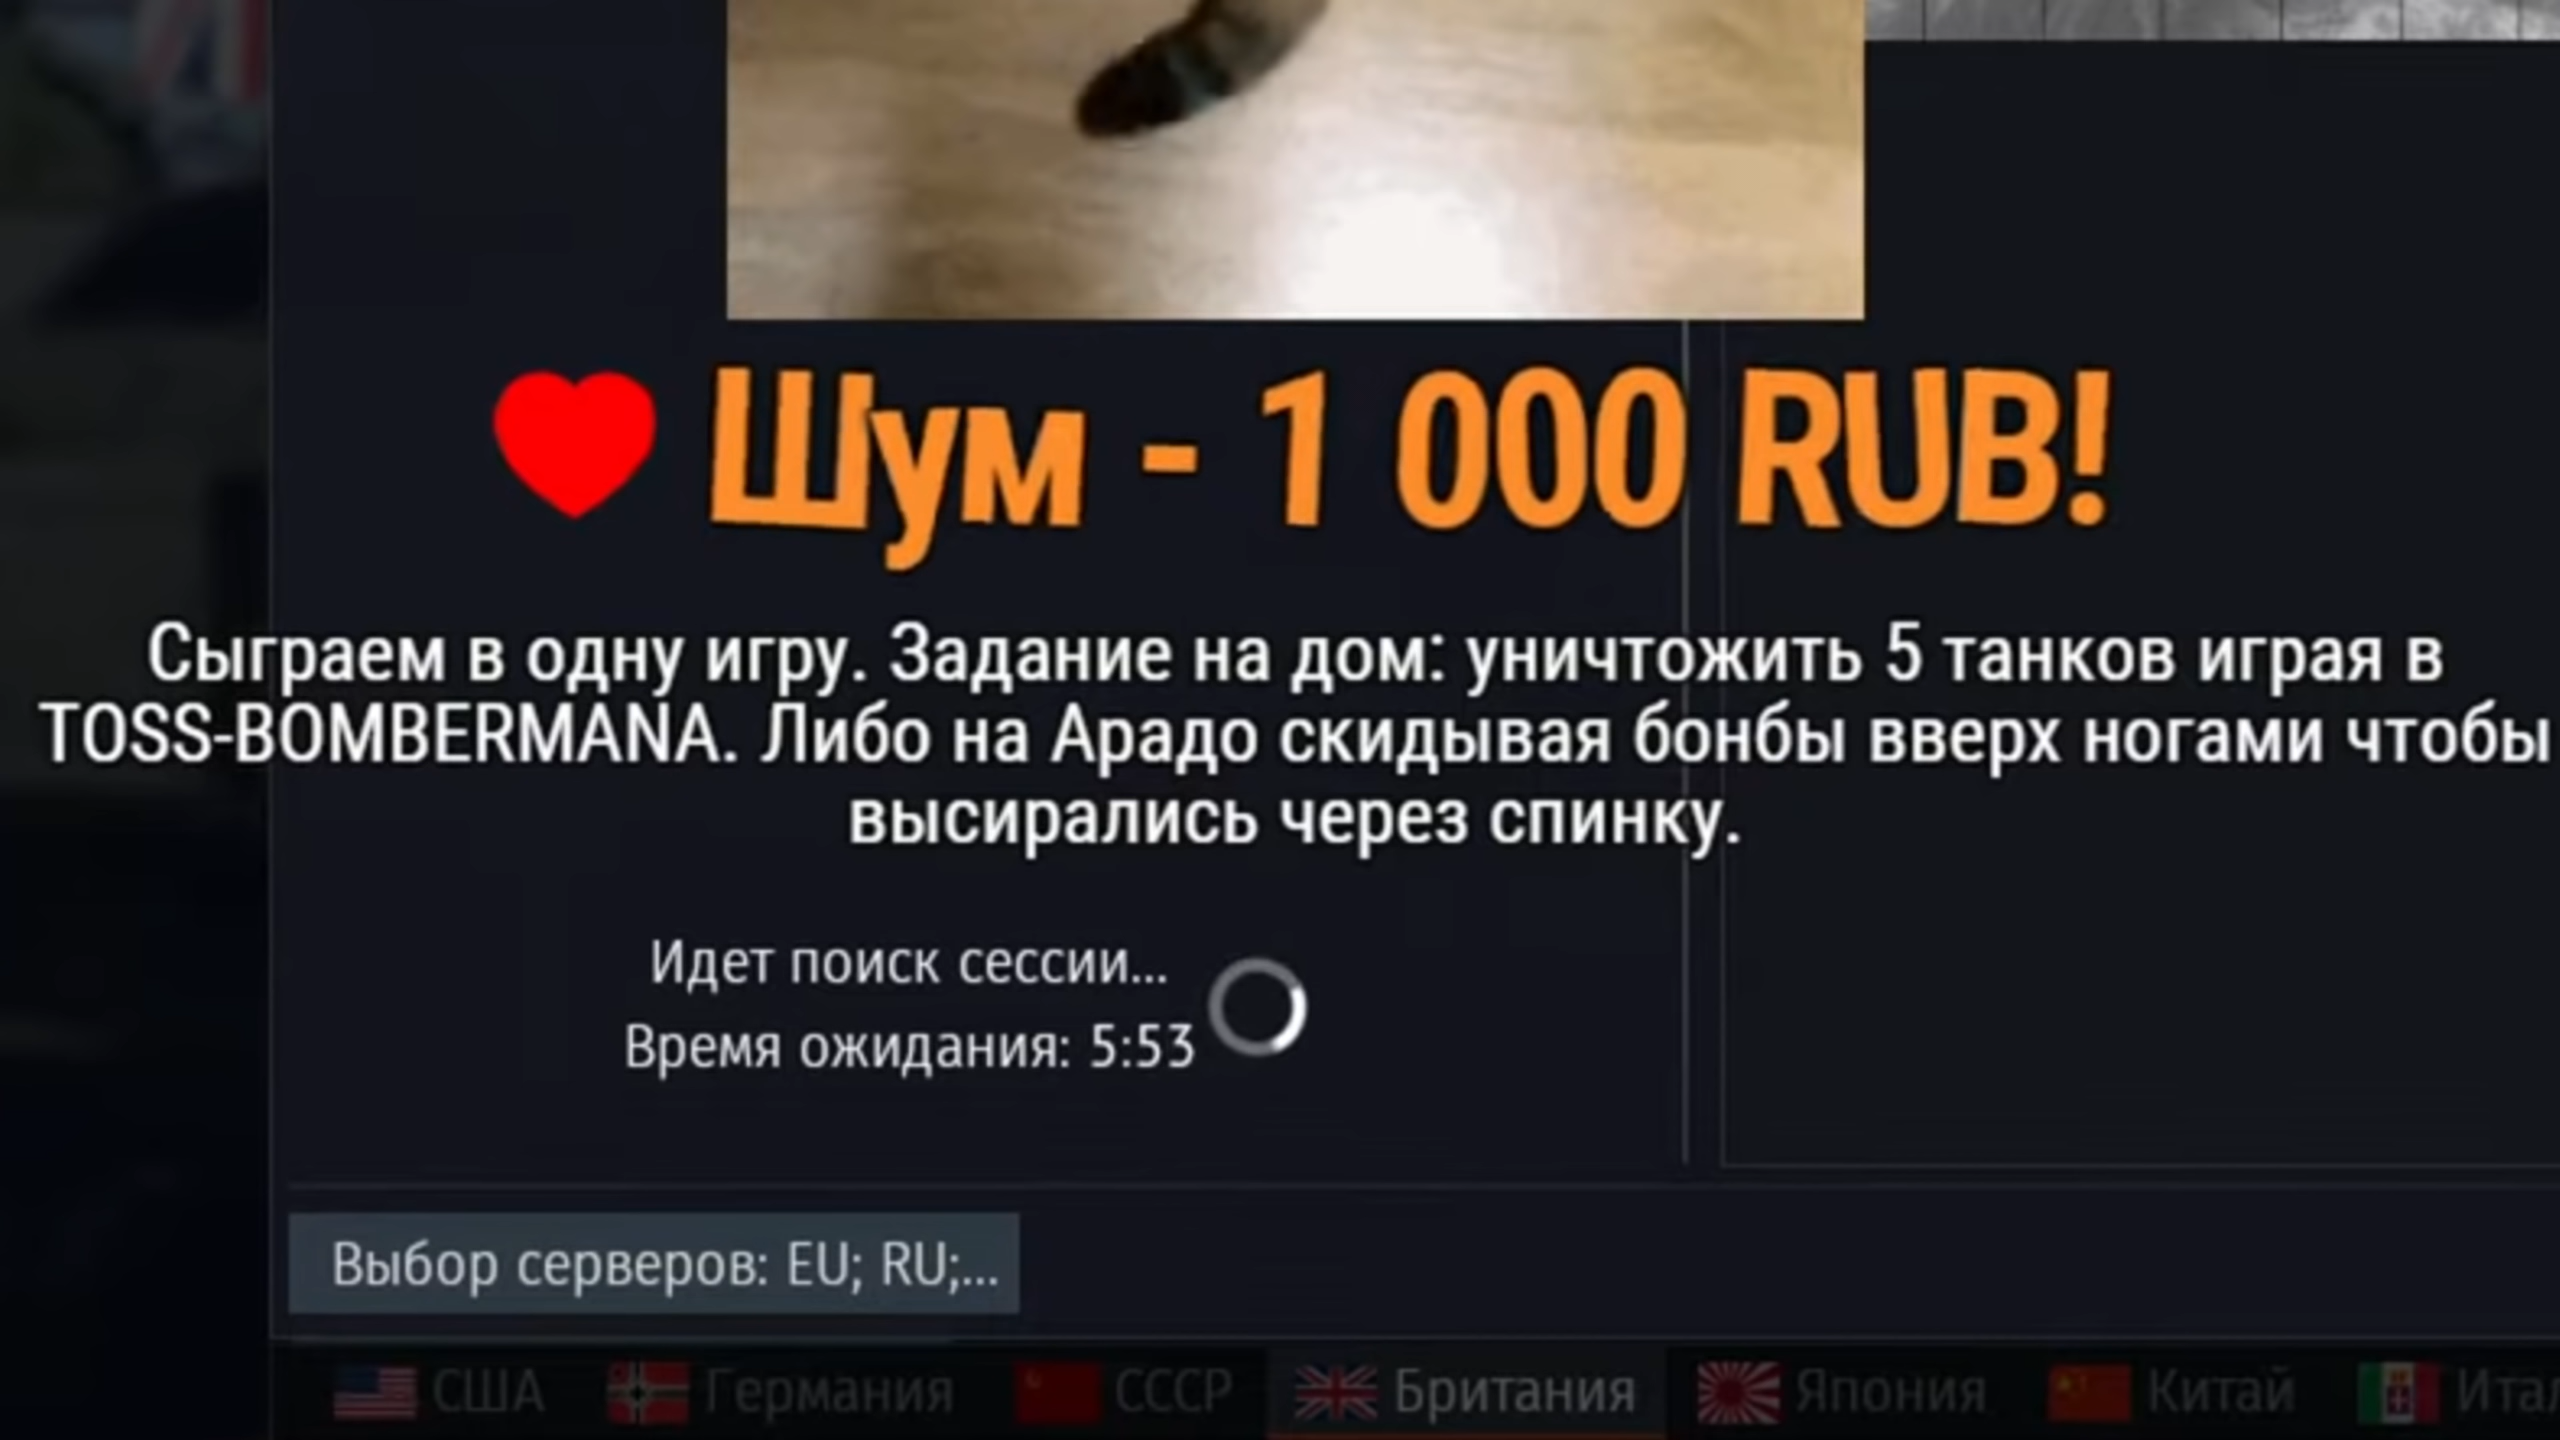 Шум - 1 000 RUB!
Сыграем в одну игру. Задание на дом: уничтожить 5 танков играя в
TOSS-BOMBERMANA. Либо на Арадо скидывая бонбы вверх ногами чтобы
высирались через спинку.
Идет поиск сессии...
Время ожидания: 5:53
Выбор серверов: EU; RU;...
США Германия СССР Британия Япония Китай Итал